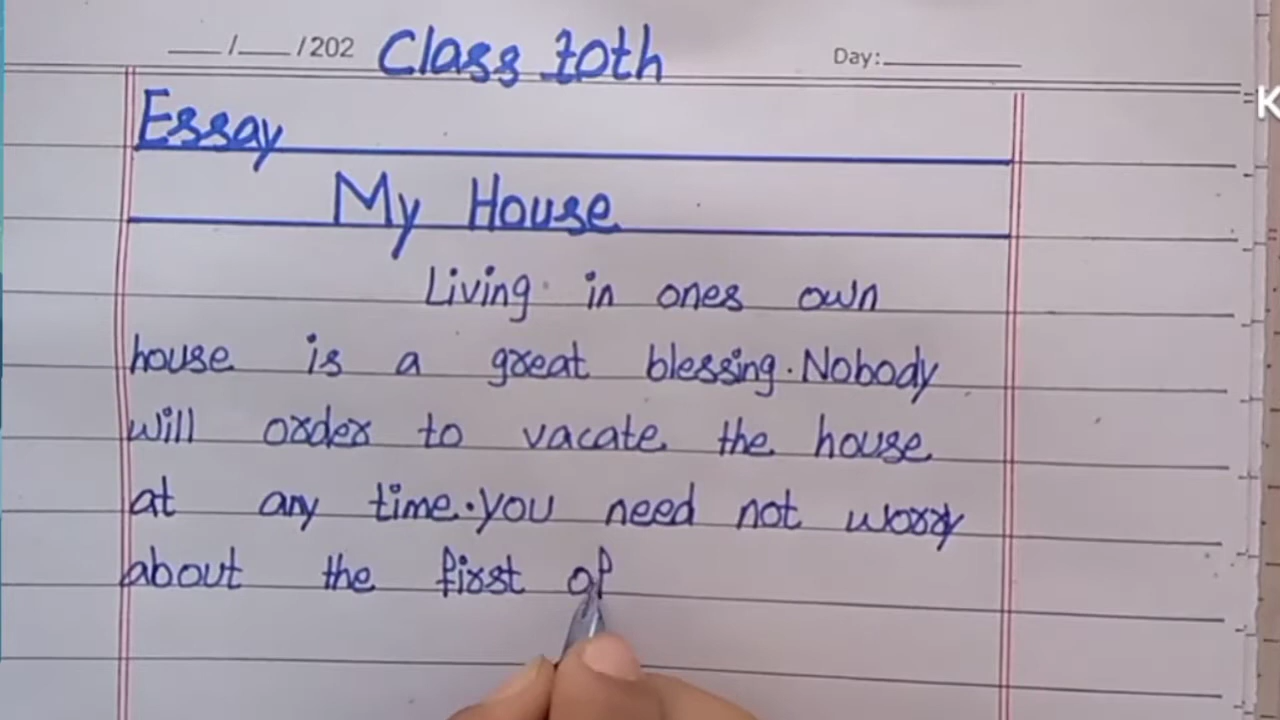 __/__/202 Class 10th Day:______
K
Essay
My House
Living in ones own
house is a great blessing. Nobody
will order to vacate the house
at any time. you need not worry
about the first of